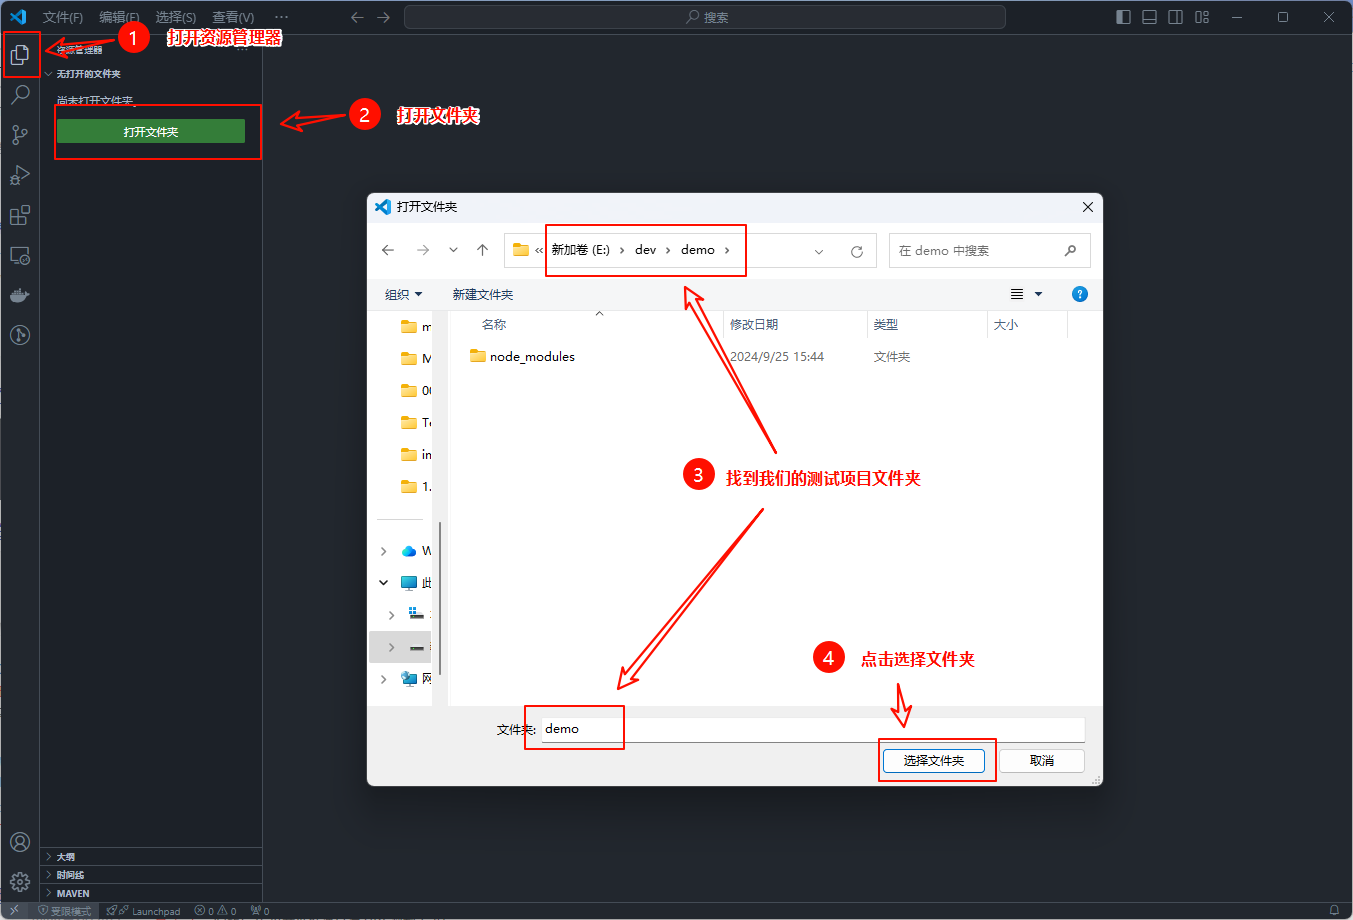 文件(F) 编辑(E) 选择(S) 查看(V) ···
搜索
1 打开资源管理器
资源管理器
无打开的文件夹
尚未打开文件夹。
打开文件夹
2 打开文件夹
打开文件夹
« 新加卷 (E:) › dev › demo ›
在 demo 中搜索
组织 新建文件夹
名称 修改日期 类型 大小
node_modules 2024/9/25 15:44 文件夹
m
M
00
To
in
1.
W
此
网
3 找到我们的测试项目文件夹
4 点击选择文件夹
文件夹: demo
选择文件夹 取消
大纲
时间线
MAVEN
受限模式 Launchpad 0 0 0